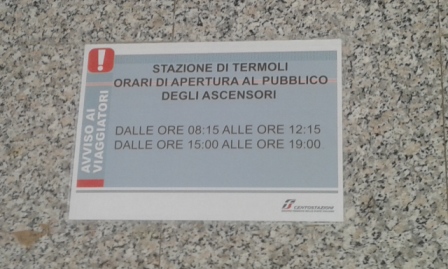 !
AVVISO AI
VIAGGIATORI
STAZIONE DI TERMOLI
ORARI DI APERTURA AL PUBBLICO
DEGLI ASCENSORI
DALLE ORE 08:15 ALLE ORE 12:15
DALLE ORE 15:00 ALLE ORE 19:00
CENTOSTAZIONI